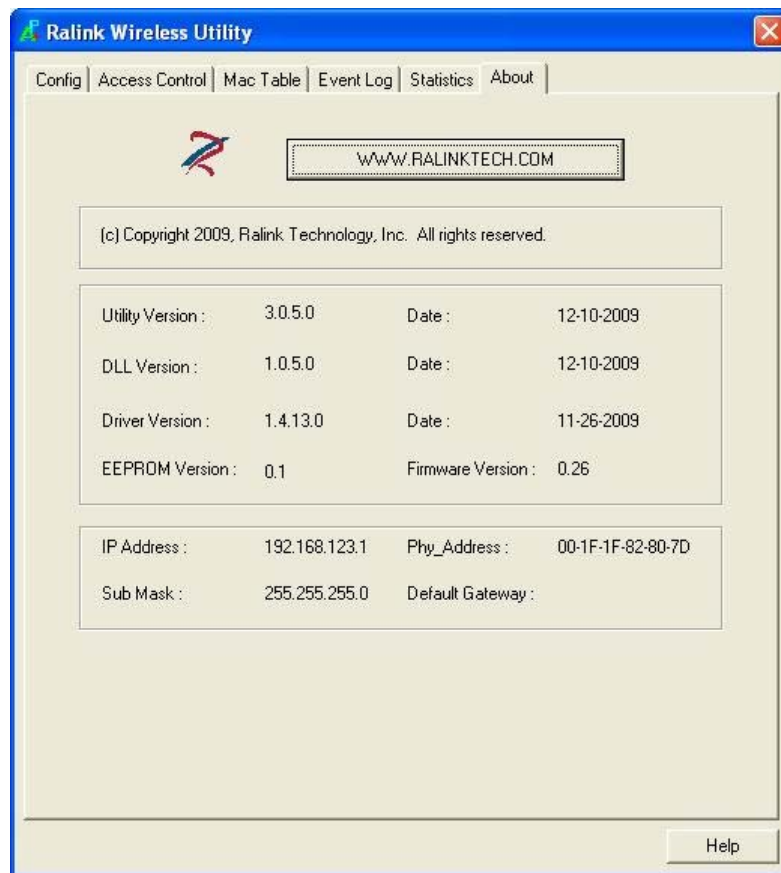 Ralink Wireless Utility
Config Access Control Mac Table Event Log Statistics About
WWW.RALINKTECH.COM
(c) Copyright 2009, Ralink Technology, Inc. All rights reserved.
Utility Version : 3.0.5.0 Date : 12-10-2009
DLL Version : 1.0.5.0 Date : 12-10-2009
Driver Version : 1.4.13.0 Date : 11-26-2009
EEPROM Version : 0.1 Firmware Version : 0.26
IP Address : 192.168.123.1 Phy_Address : 00-1F-1F-82-80-7D
Sub Mask : 255.255.255.0 Default Gateway :
Help